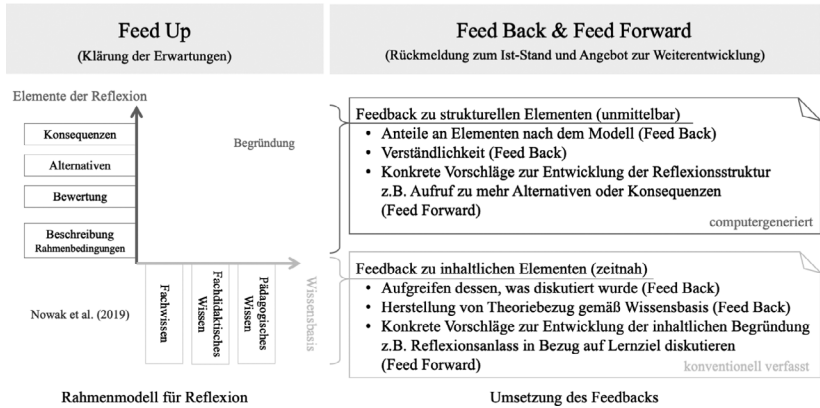 Feed Up
(Klärung der Erwartungen)
Feed Back & Feed Forward
(Rückmeldung zum Ist-Stand und Angebot zur Weiterentwicklung)
Elemente der Reflexion
Konsequenzen
Alternativen
Bewertung
Beschreibung
Rahmenbedingungen
Begründung
Fachwissen
Fachdidaktisches
Wissen
Pädagogisches
Wissen
Wissensbasis
Nowak et al. (2019)
Feedback zu strukturellen Elementen (unmittelbar)
• Anteile an Elementen nach dem Modell (Feed Back)
• Verständlichkeit (Feed Back)
• Konkrete Vorschläge zur Entwicklung der Reflexionsstruktur
z.B. Aufruf zu mehr Alternativen oder Konsequenzen
(Feed Forward)
computergeneriert
Feedback zu inhaltlichen Elementen (zeitnah)
• Aufgreifen dessen, was diskutiert wurde (Feed Back)
• Herstellung von Theoriebezug gemäß Wissensbasis (Feed Back)
• Konkrete Vorschläge zur Entwicklung der inhaltlichen Begründung
z.B. Reflexionsanlass in Bezug auf Lernziel diskutieren
(Feed Forward)
konventionell verfasst
Rahmenmodell für Reflexion
Umsetzung des Feedbacks